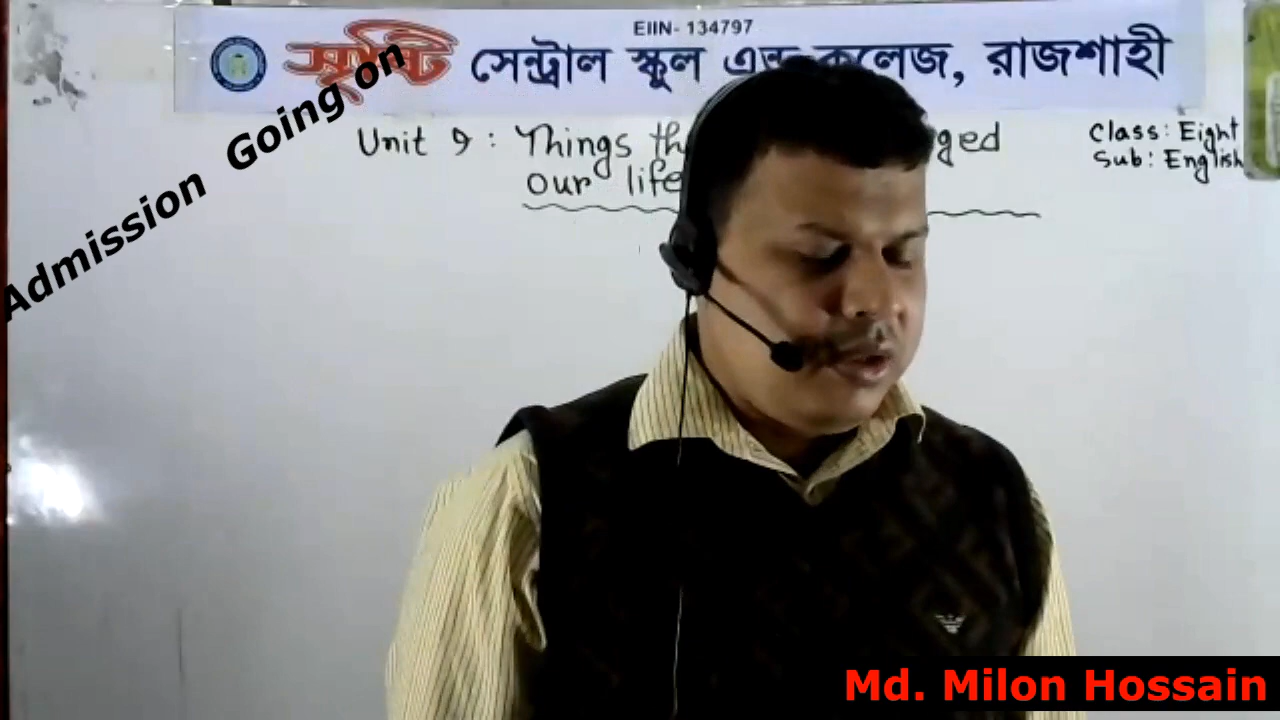 EIIN- 134797
সৃষ্টি সেন্ট্রাল স্কুল এন্ড কলেজ, রাজশাহী
Admission Going on
Unit 9 : Things ged
our life
Class: Eight
Sub: English
Md. Milon Hossain